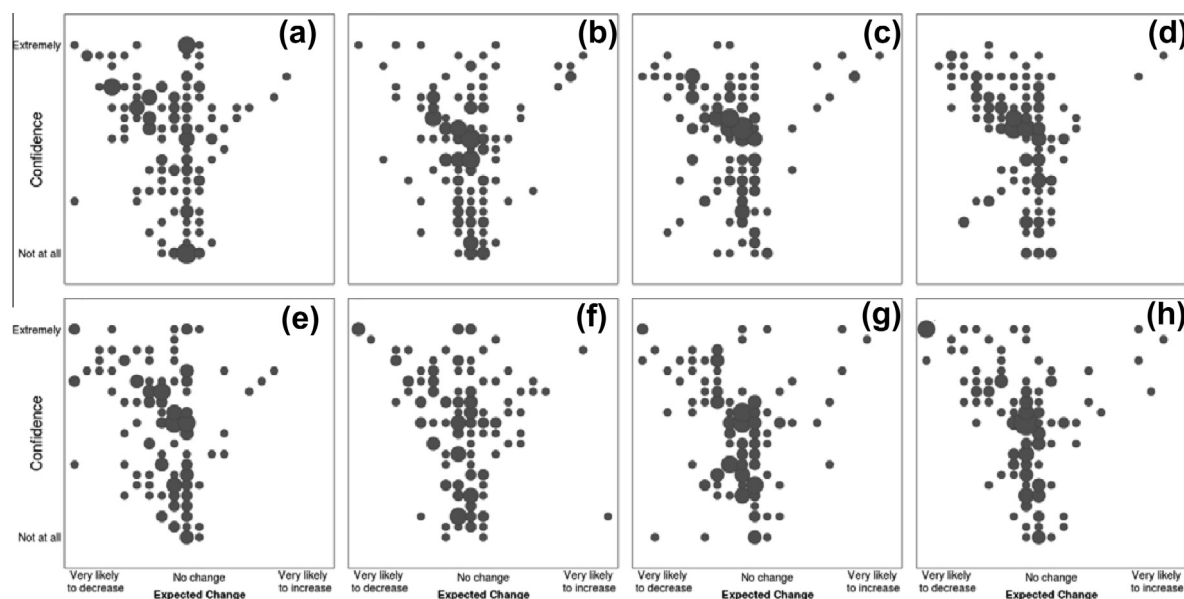 (a) (b) (c) (d)
Extremely
Confidence
Not at all
(e) (f) (g) (h)
Extremely
Confidence
Not at all
Very likely to decrease No change Very likely to increase Very likely to decrease No change Very likely to increase Very likely to decrease No change Very likely to increase Very likely to decrease No change Very likely to increase
Expected Change Expected Change Expected Change Expected Change